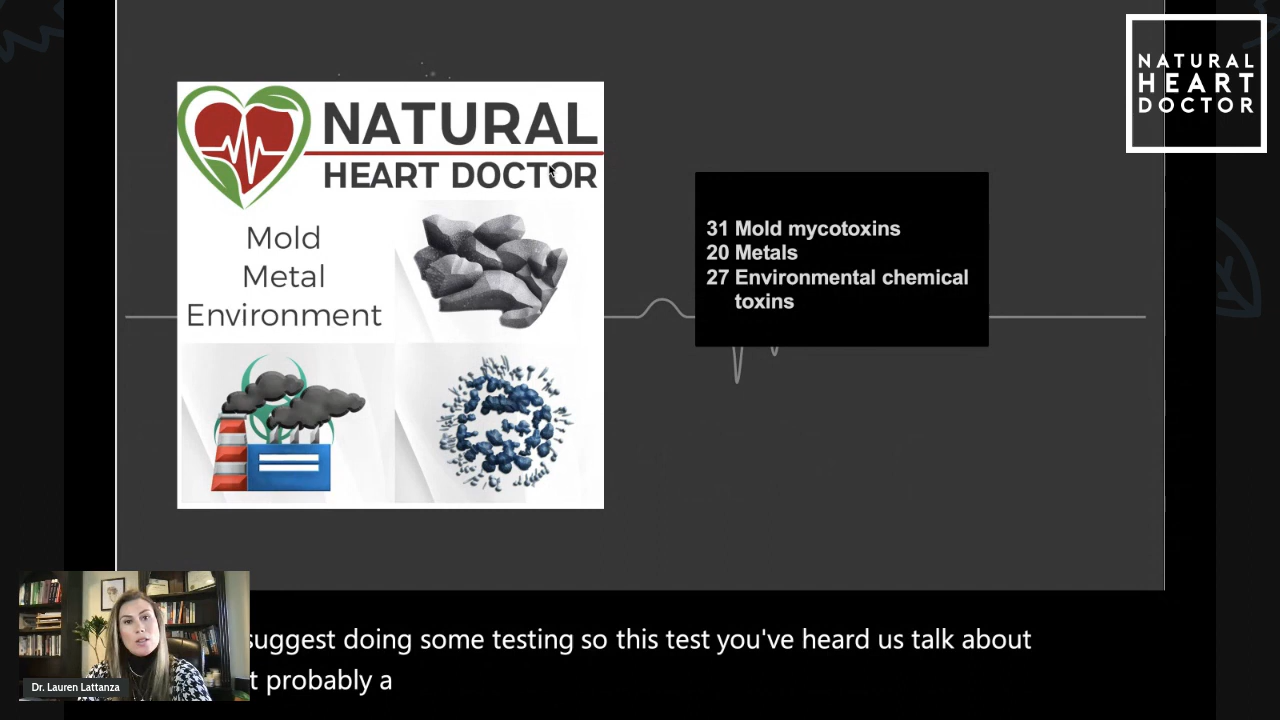 NATURAL
HEART
DOCTOR
NATURAL
HEART DOCTOR
Mold
Metal
Environment
31 Mold mycotoxins
20 Metals
27 Environmental chemical
toxins
suggest doing some testing so this test you've heard us talk about
t probably a
Dr. Lauren Lattanza